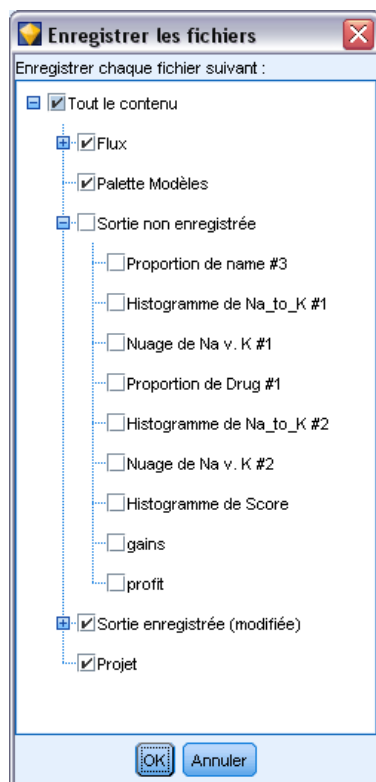 Enregistrer les fichiers
Enregistrer chaque fichier suivant :
Tout le contenu
Flux
Palette Modèles
Sortie non enregistrée
Proportion de name #3
Histogramme de Na_to_K #1
Nuage de Na v. K #1
Proportion de Drug #1
Histogramme de Na_to_K #2
Nuage de Na v. K #2
Histogramme de Score
gains
profit
Sortie enregistrée (modifiée)
Projet
OK Annuler